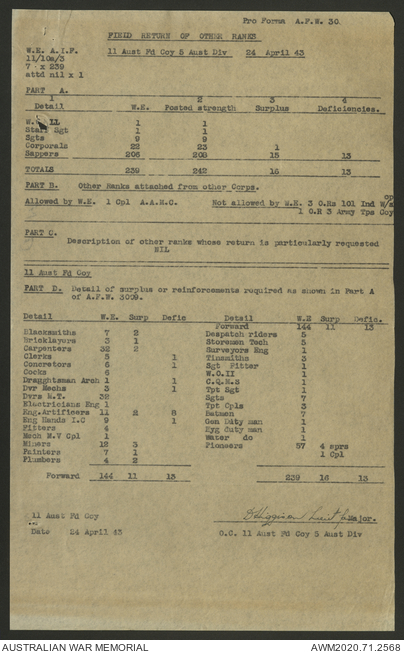 Pro Forma A.F.W. 30.
FIELD RETURN OF OTHER RANKS
W.E. A.I.F. 11 Aust Fd Coy 5 Aust Div 24 April 43
11/10a/3
7 x 239
attd nil x 1
PART A.
1 2 3 4
Detail W.E. Posted strength Surplus Deficiencies.
W.O.II 1 1
Staff Sgt 1 1
Sgts 9 9
Corporals 22 23 1
Sappers 206 208 15 13
TOTALS 239 242 16 13
PART B. Other Ranks attached from other Corps.
Allowed by W.E. 1 Cpl A.A.M.C. Not allowed by W.E. 3 O.Rs 101 Ind W/s
1 O.R 3 Army Tps Coy
PART C.
Description of other ranks whose return is particularly requested
NIL
11 Aust Fd Coy
PART D. Detail of surplus or reinforcements required as shown in Part A
of A.F.W. 3009.
Detail W.E. Surp Defic Detail W.E Surp Defic.
Forward 144 11 13
Blacksmiths 7 2 Despatch riders 5
Bricklayers 3 1 Storemen Tech 5
Carpenters 32 2 Surveyors Eng 1
Clerks 5 1 Tinsmiths 3
Concretors 6 1 Sgt Fitter 1
Cooks 6 W.O.II 1
Draughtsman Arch 1 1 C.Q.M.S 1
Dvr Mechs 3 1 Tpt Sgt 1
Dvrs M.T. 32 Sgts 7
Electricians Eng 1 Tpt Cpls 3
Eng.Artificers 11 2 8 Batmen 7
Eng Hands I.C 9 1 Gen Duty man 1
Fitters 4 Hyg duty man 1
Mech M.V Cpl 1 Water do 1
Miners 12 3 Pioneers 57 4 sprs
Painters 7 1 1 Cpl
Plumbers 4 2
Forward 144 11 13 239 16 13
11 Aust Fd Coy Major.
Date 24 April 43 O.C. 11 Aust Fd Coy 5 Aust Div
AUSTRALIAN WAR MEMORIAL AWM2020.71.2568